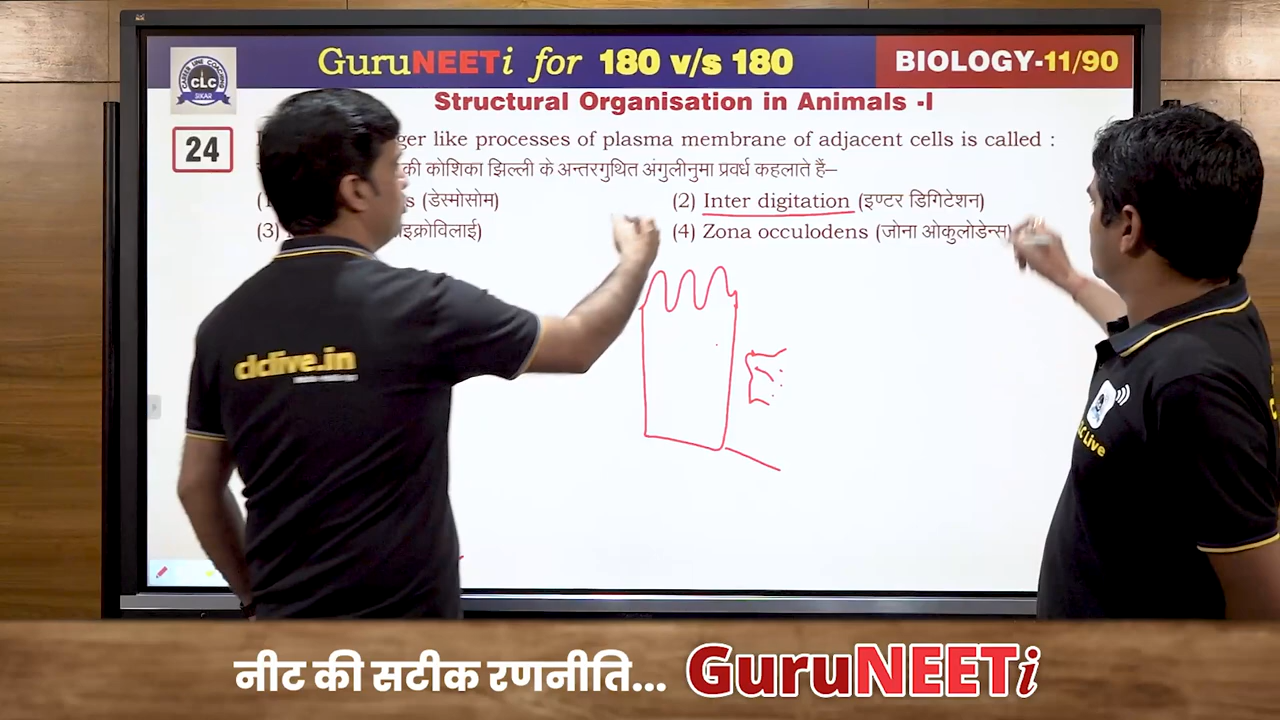 GuruNEETi for 180 v/s 180
BIOLOGY-11/90
CLC
SIKAR
Structural Organisation in Animals -I
24
ger like processes of plasma membrane of adjacent cells is called :
की कोशिका झिल्ली के अन्तरगुथित अंगुलीनुमा प्रवर्ध कहलाते हैं–
s (डेस्मोसोम)
(2) Inter digitation (इण्टर डिगिटेशन)
(3)
इक्रोविलाई)
(4) Zona occulodens (जोना ओकुलोडेन्स)
clclive.in
LC Live
नीट की सटीक रणनीति... GuruNEETi